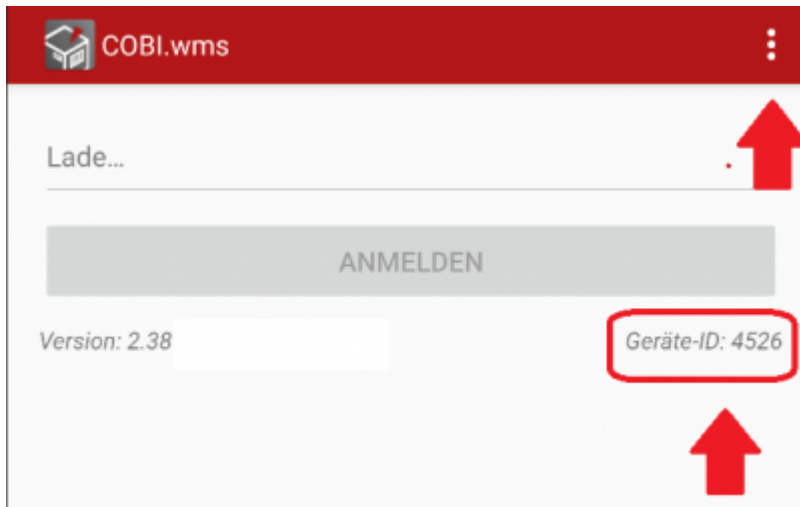 COBI.wms
Lade...
ANMELDEN
Version: 2.38
Geräte-ID: 4526